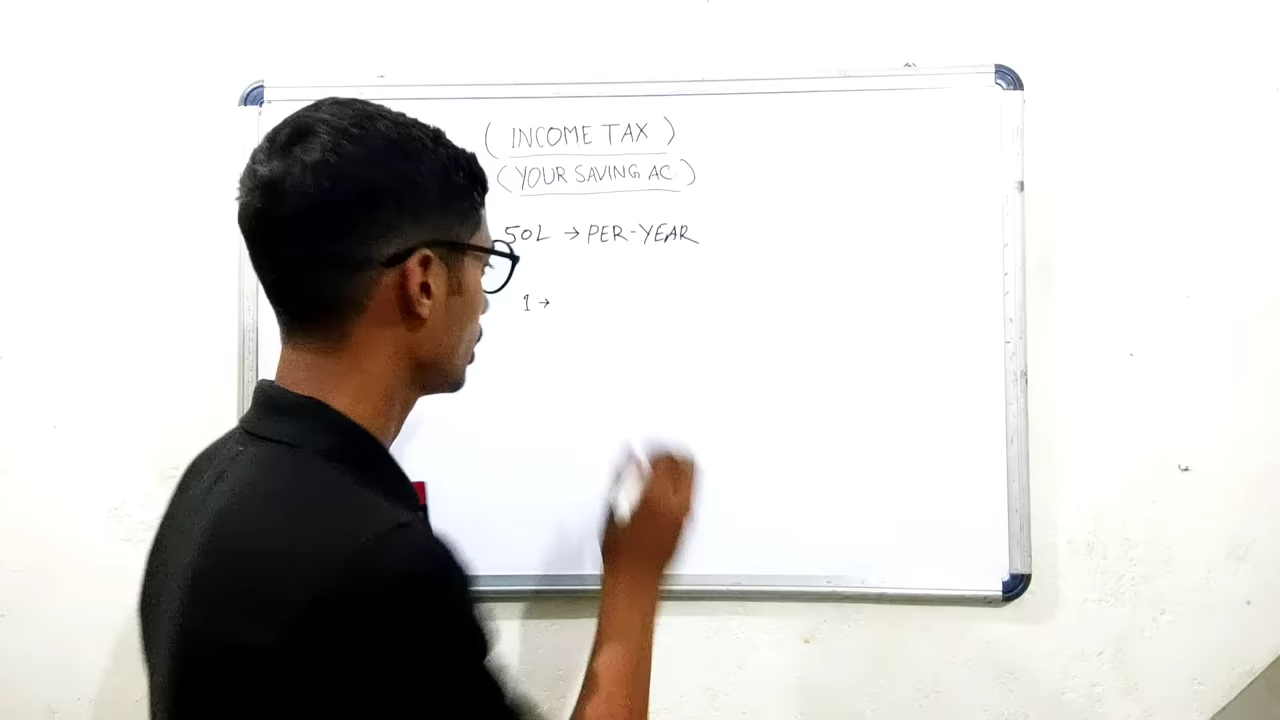 ( INCOME TAX )
( YOUR SAVING AC )
50L → PER-YEAR
1 →